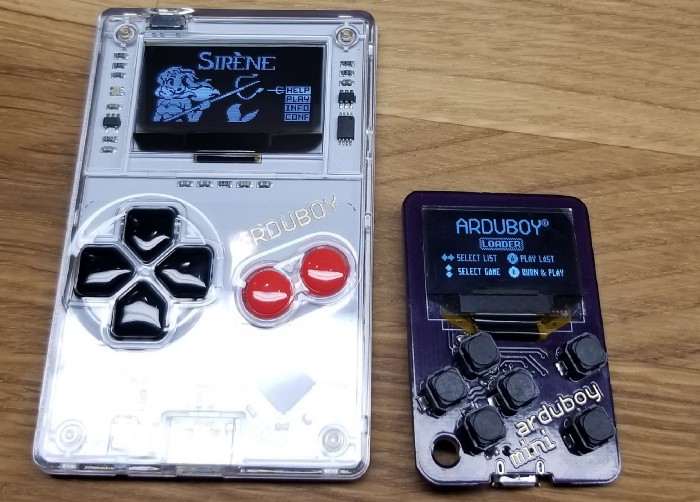 SIRÈNE
HELP
PLAY
INFO
CONF
ARDUBOY
ARDUBOY®
LOADER
SELECT LIST
A PLAY LAST
SELECT GAME
B BURN & PLAY
arduboy
mini